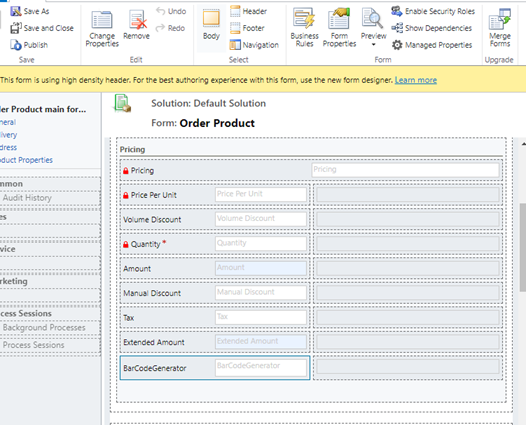 Save As
Save and Close
Publish
Save
Change Properties
Remove
Undo
Redo
Edit
Body
Header
Footer
Navigation
Select
Business Rules
Form Properties
Preview
Enable Security Roles
Show Dependencies
Managed Properties
Form
Merge Forms
Upgrade
This form is using high density header. For the best authoring experience with this form, use the new form designer. Learn more
der Product main for...
neral
livery
dress
oduct Properties
mmon
Audit History
es
vice
rketing
ocess Sessions
Background Processes
Process Sessions
Solution: Default Solution
Form: Order Product
Pricing
Pricing Pricing
Price Per Unit Price Per Unit
Volume Discount Volume Discount
Quantity * Quantity
Amount Amount
Manual Discount Manual Discount
Tax Tax
Extended Amount Extended Amount
BarCodeGenerator BarCodeGenerator